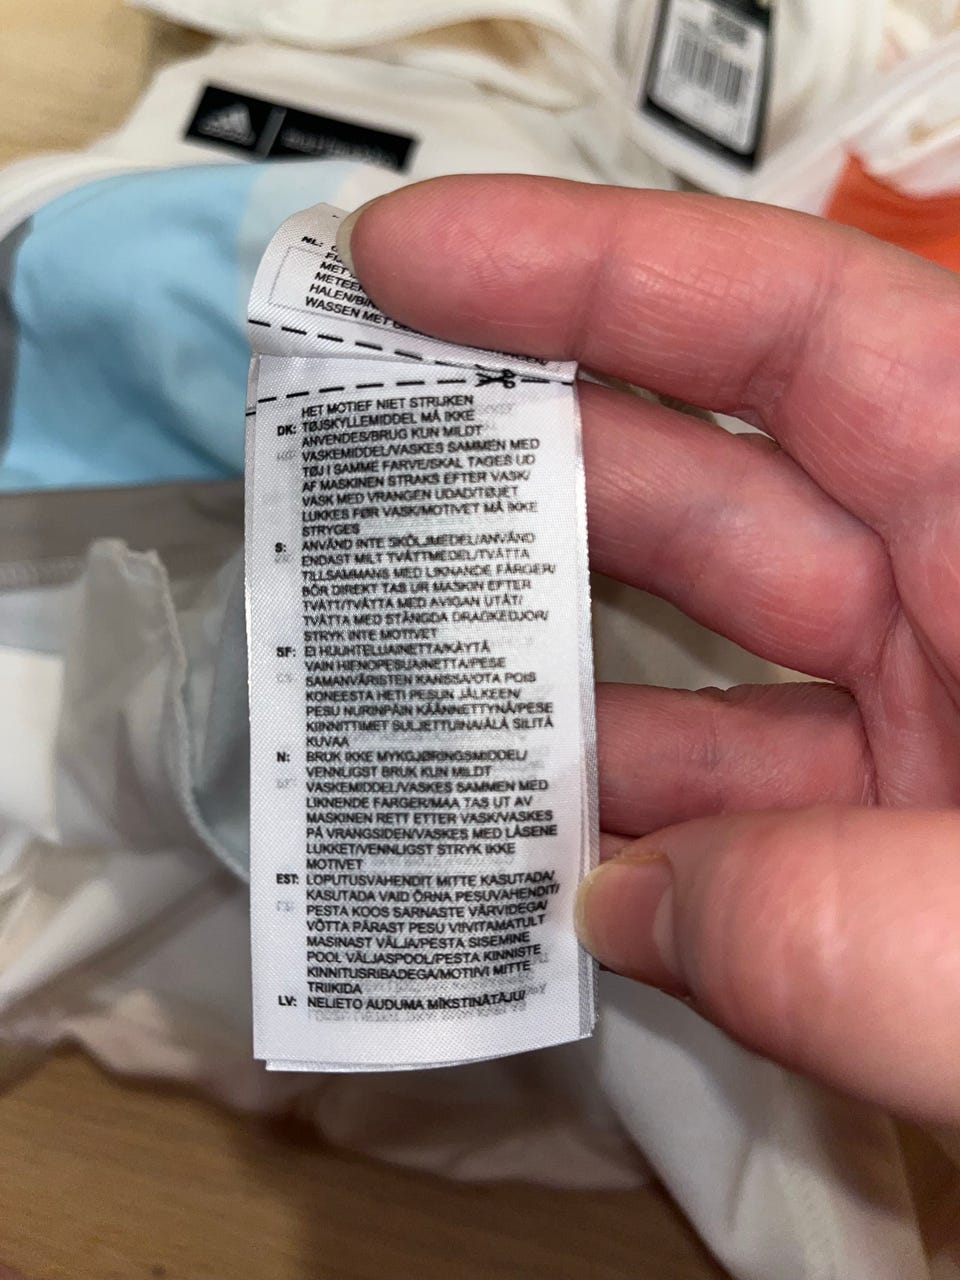 NL:
MET
HALEN/BIN
WASSEN MET
HET MOTIEF NIET STRIJKEN
DK: TØJSKYLLEMIDDEL MÅ IKKE
ANVENDES/BRUG KUN MILDT
VASKEMIDDEL/VASKES SAMMEN MED
TØJ I SAMME FARVE/SKAL TAGES UD
AF MASKINEN STRAKS EFTER VASK/
VASK MED VRANGEN UDAD/TØJET
LUKKES FØR VASK/MOTIVET MÅ IKKE
STRYGES
S: ANVÄND INTE SKÖLJMEDEL/ANVÄND
ENDAST MILT TVÄTTMEDEL/TVÄTTA
TILLSAMMANS MED LIKNANDE FÄRGER/
BÖR DIREKT TAS UR MASKIN EFTER
TVÄTT/TVÄTTA MED AVIGAN UTÅT/
TVÄTTA MED STÄNGDA DRAGKEDJOR/
STRYK INTE MOTIVET
SF: EI HUUHTELUAINETTA/KÄYTÄ
VAIN HIENOPESUAINETTA/PESE
SAMANVÄRISTEN KANSSA/OTA POIS
KONEESTA HETI PESUN JÄLKEEN/
PESU NURINPÄIN KÄÄNNETTYNÄ/PESE
KIINNITTIMET SULJETTUINA/ÄLÄ SILITÄ
KUVAA
N: BRUK IKKE MYKGJØRINGSMIDDEL/
VENNLIGST BRUK KUN MILDT
VASKEMIDDEL/VASKES SAMMEN MED
LIKNENDE FARGER/MAA TAS UT AV
MASKINEN RETT ETTER VASK/VASKES
PÅ VRANGSIDEN/VASKES MED LÅSENE
LUKKET/VENNLIGST STRYK IKKE
MOTIVET
EST: LOPUTUSVAHENDIT MITTE KASUTADA/
KASUTADA VAID ÕRNA PESUVAHENDIT/
PESTA KOOS SARNASTE VÄRVIDEGA/
VÕTTA PÄRAST PESU VIIVITAMATULT
MASINAST VÄLJA/PESTA SISEMINE
POOL VÄLJASPOOL/PESTA KINNISTE
KINNITUSRIBADEGA/MOTIIVI MITTE
TRIIKIDA
LV: NELIETO AUDUMA MĪKSTINĀTĀJU/